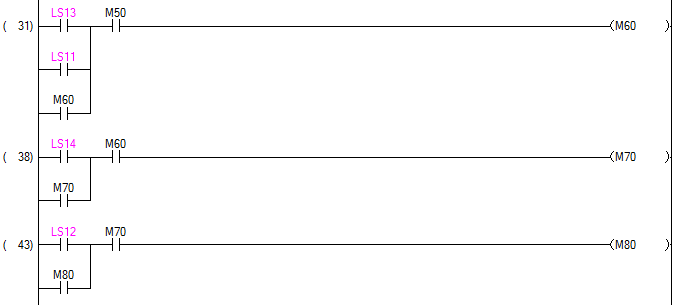 LS13 M50
( 31) (M60 )
LS11
M60
LS14 M60
( 38) (M70 )
M70
LS12 M70
( 43) (M80 )
M80